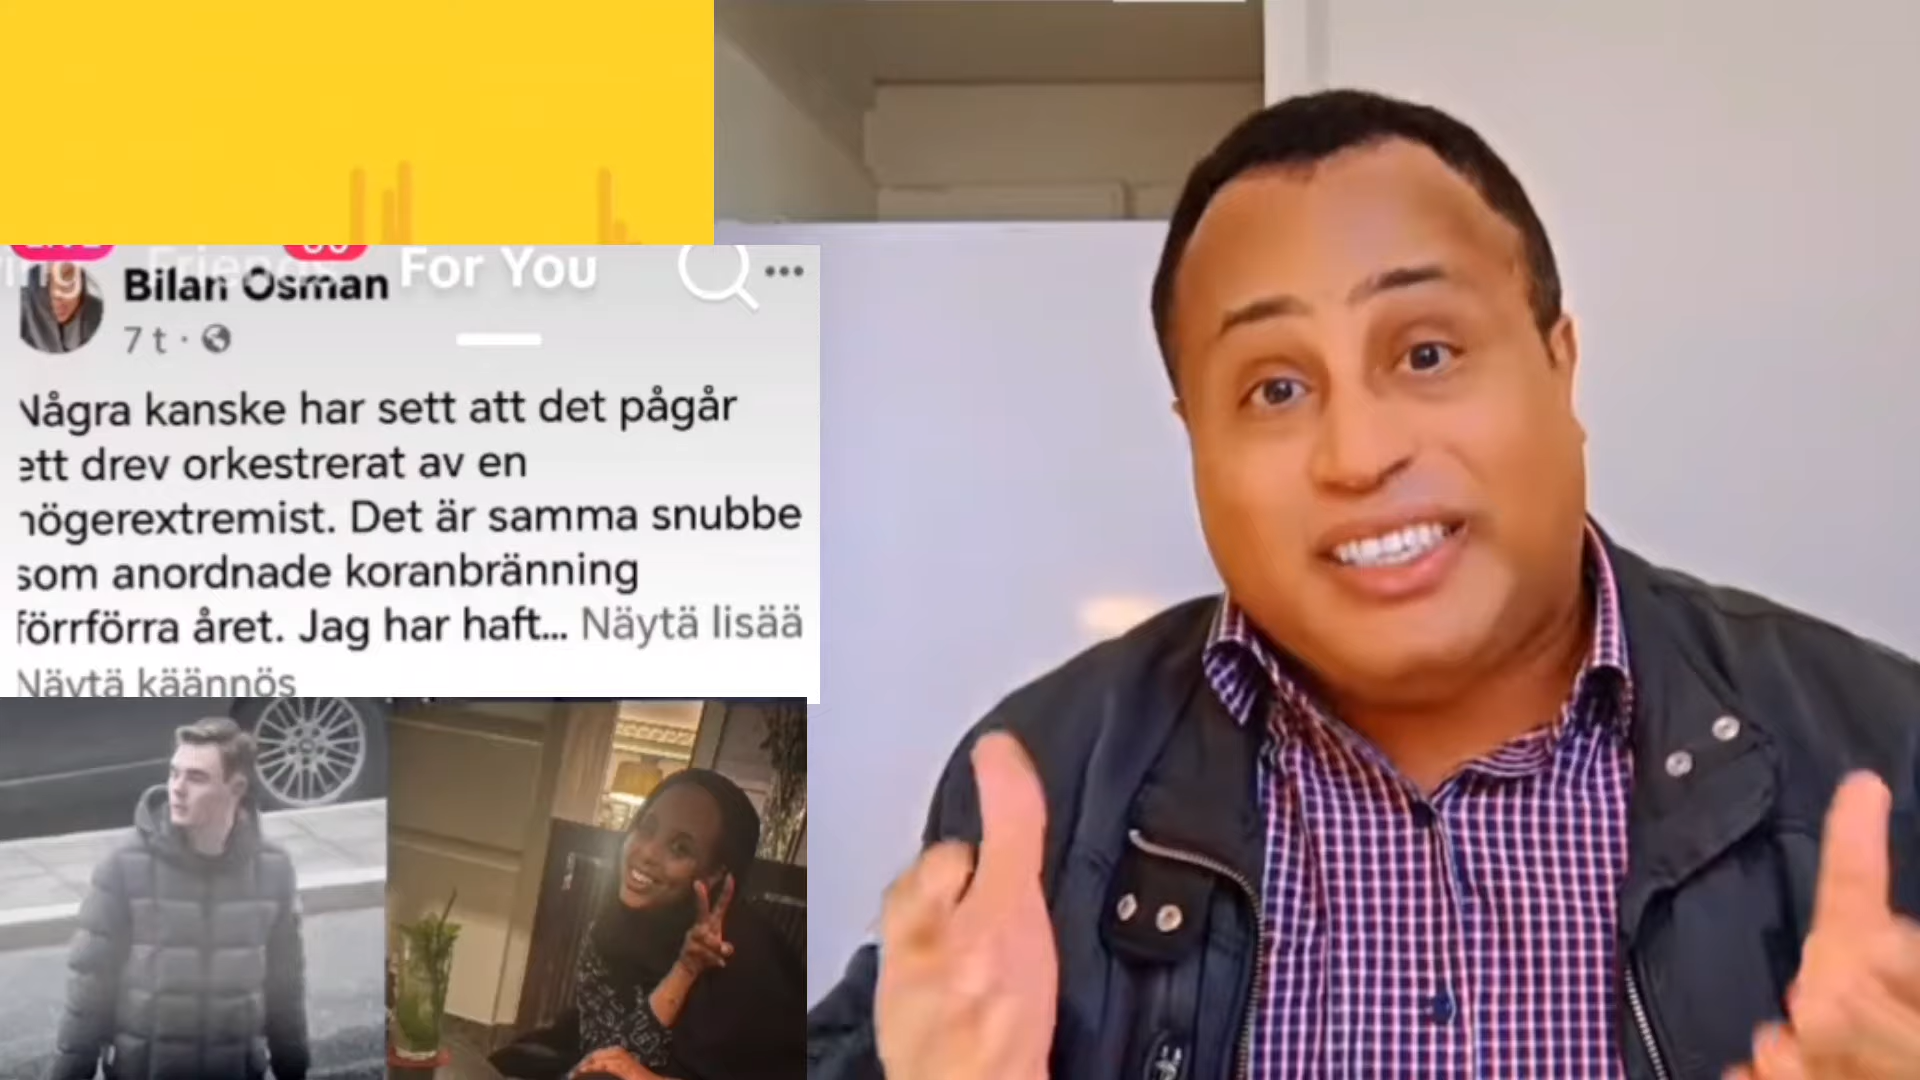 Friends
For You
Bilan Osman
7 t
Några kanske har sett att det pågår
ett drev orkestrerat av en
högerextremist. Det är samma snubbe
som anordnade koranbränning
förrförra året. Jag har haft... Näytä lisää
Näytä käännös